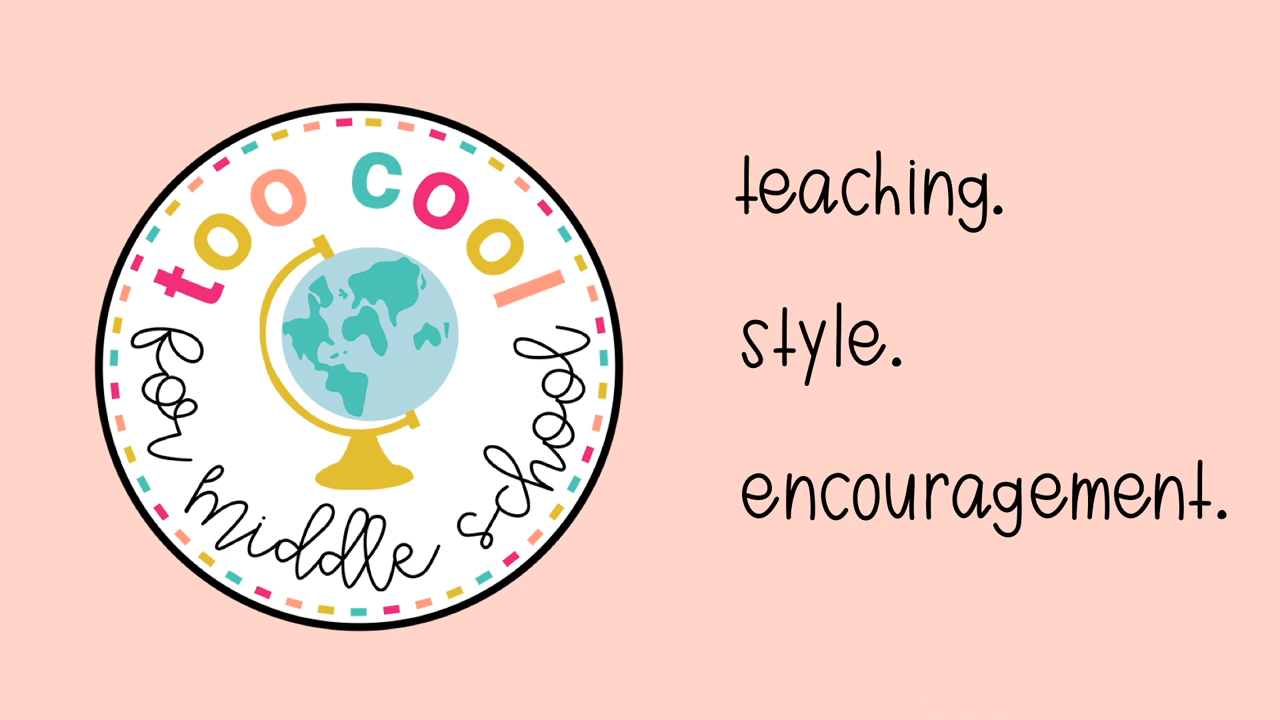 too cool
for middle school
teaching.
style.
encouragement.